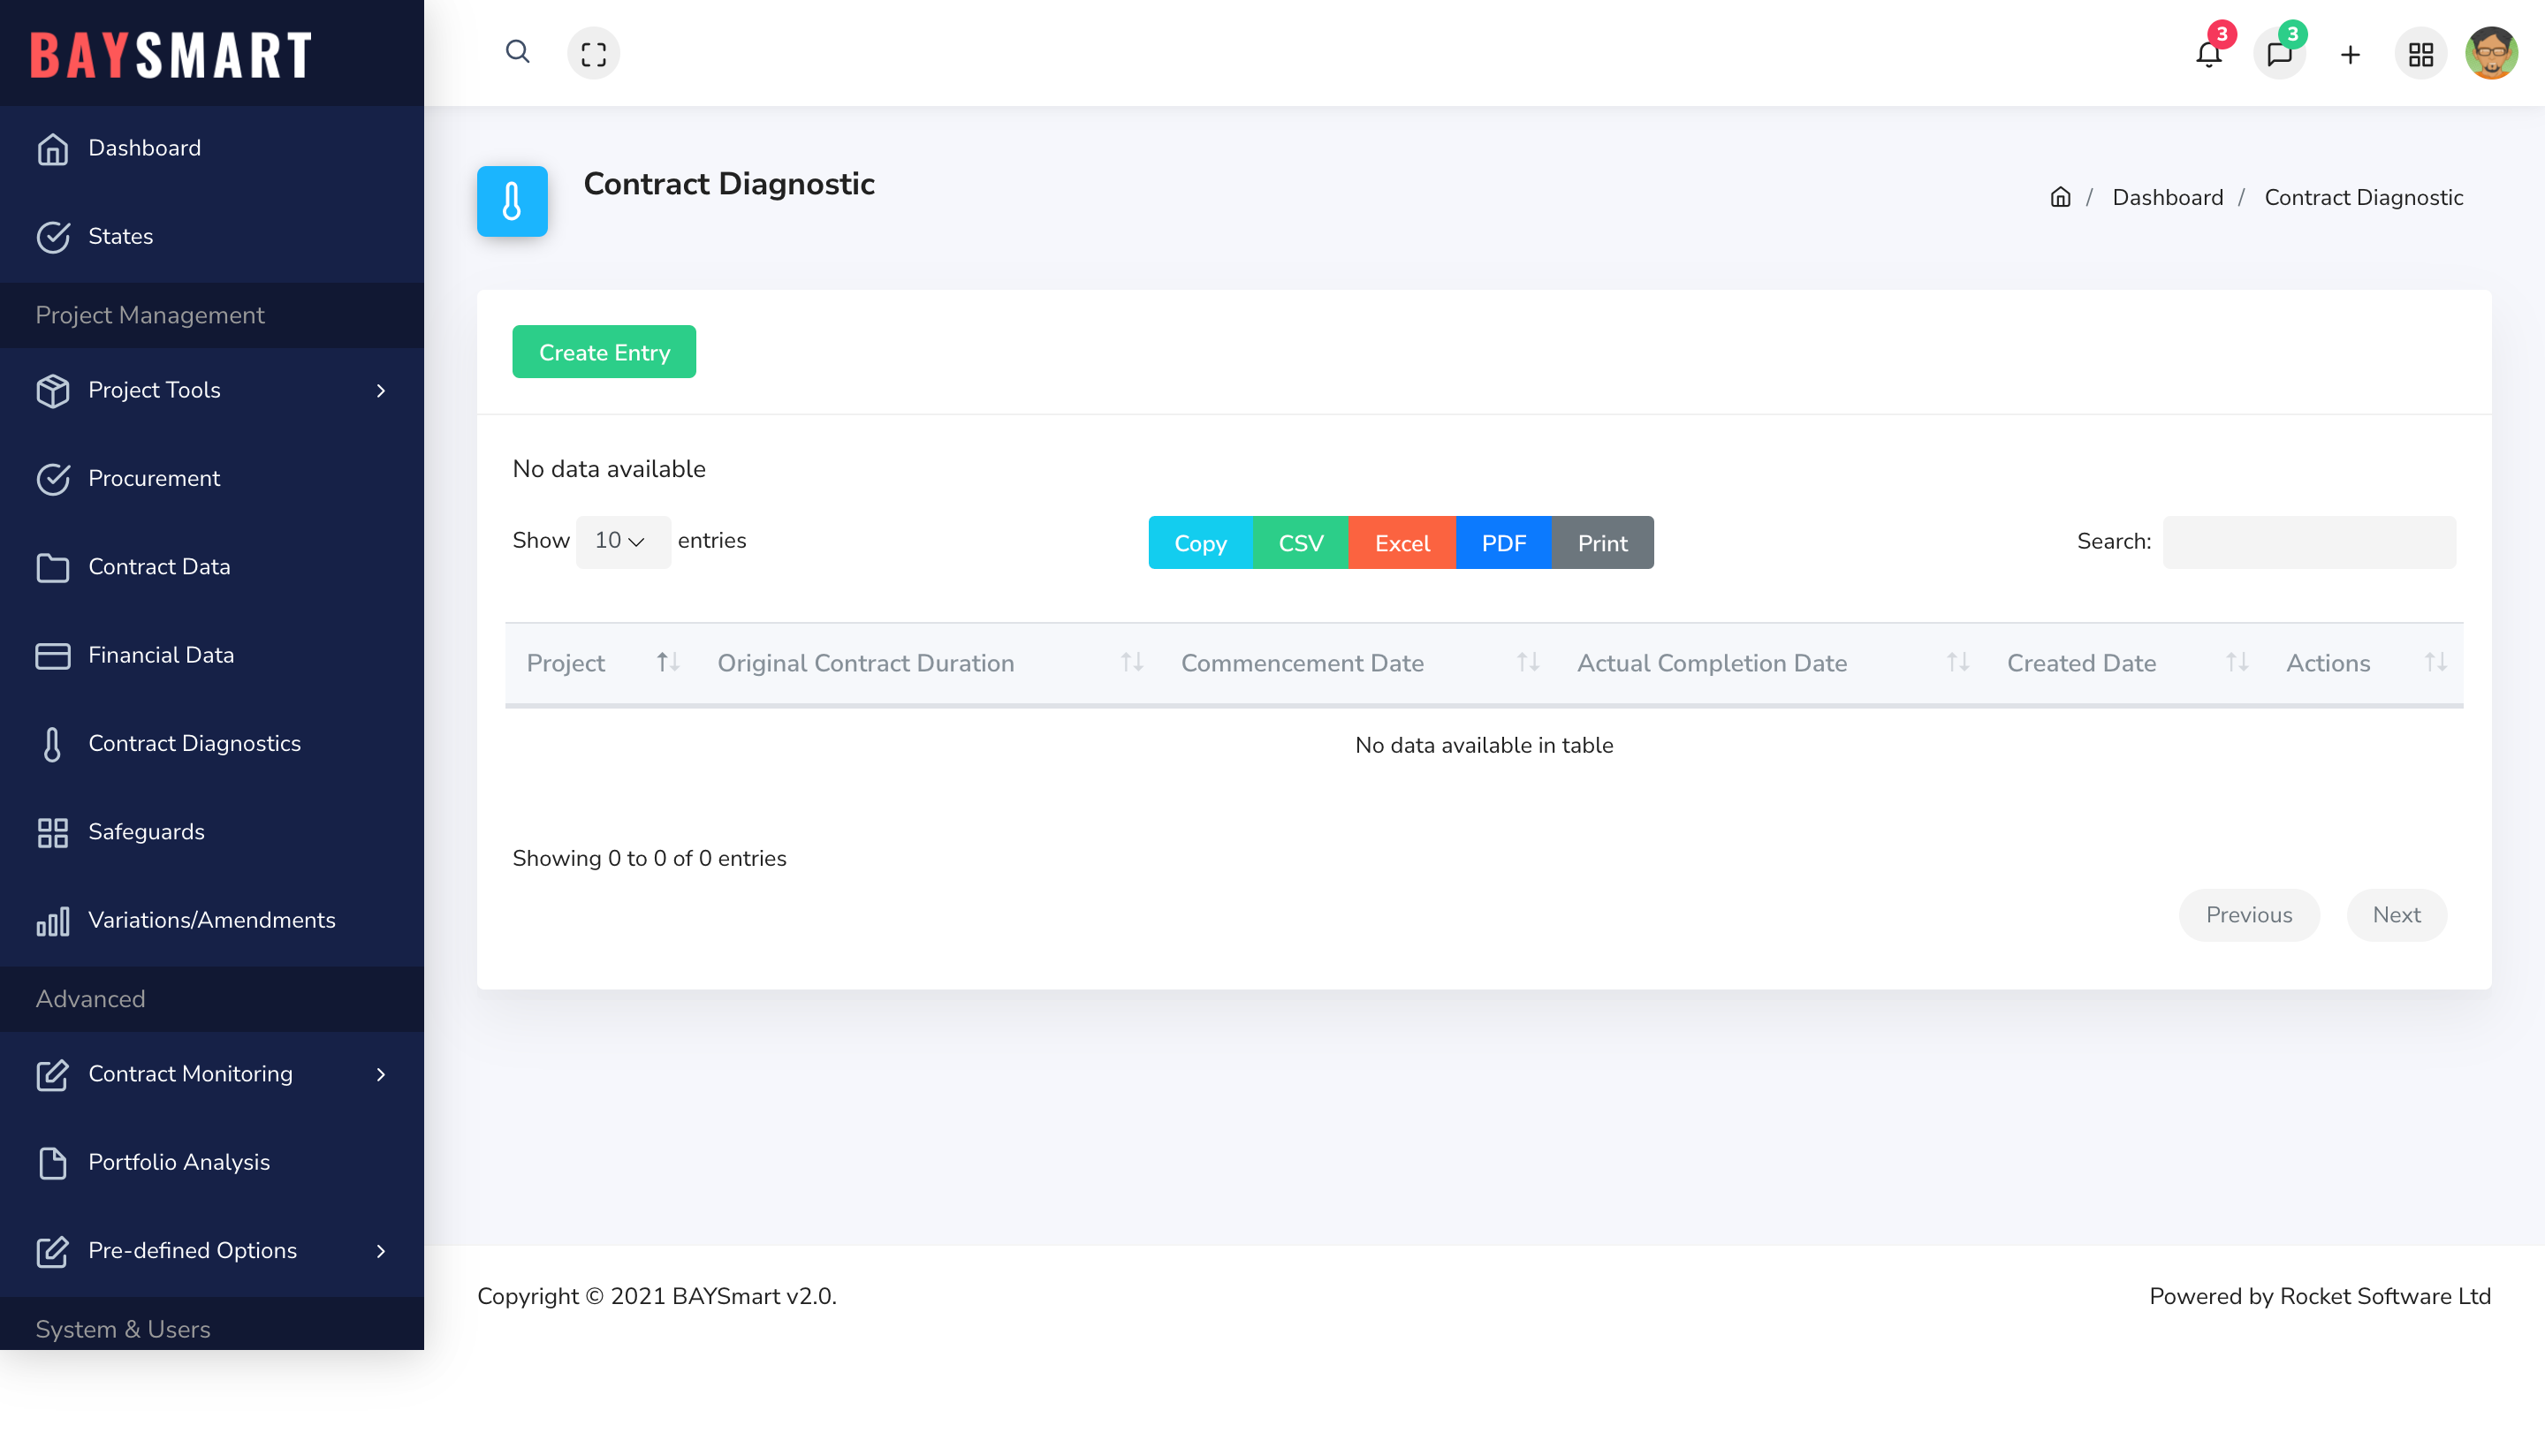 BAYSMART
3
3
Dashboard
States
Project Management
Project Tools
Procurement
Contract Data
Financial Data
Contract Diagnostics
Safeguards
Variations/Amendments
Advanced
Contract Monitoring
Portfolio Analysis
Pre-defined Options
System & Users
Contract Diagnostic
/ Dashboard / Contract Diagnostic
Create Entry
No data available
Show 10 entries
Copy CSV Excel PDF Print
Search:
Project Original Contract Duration Commencement Date Actual Completion Date Created Date Actions
No data available in table
Showing 0 to 0 of 0 entries
Previous Next
Copyright © 2021 BAYSmart v2.0.
Powered by Rocket Software Ltd